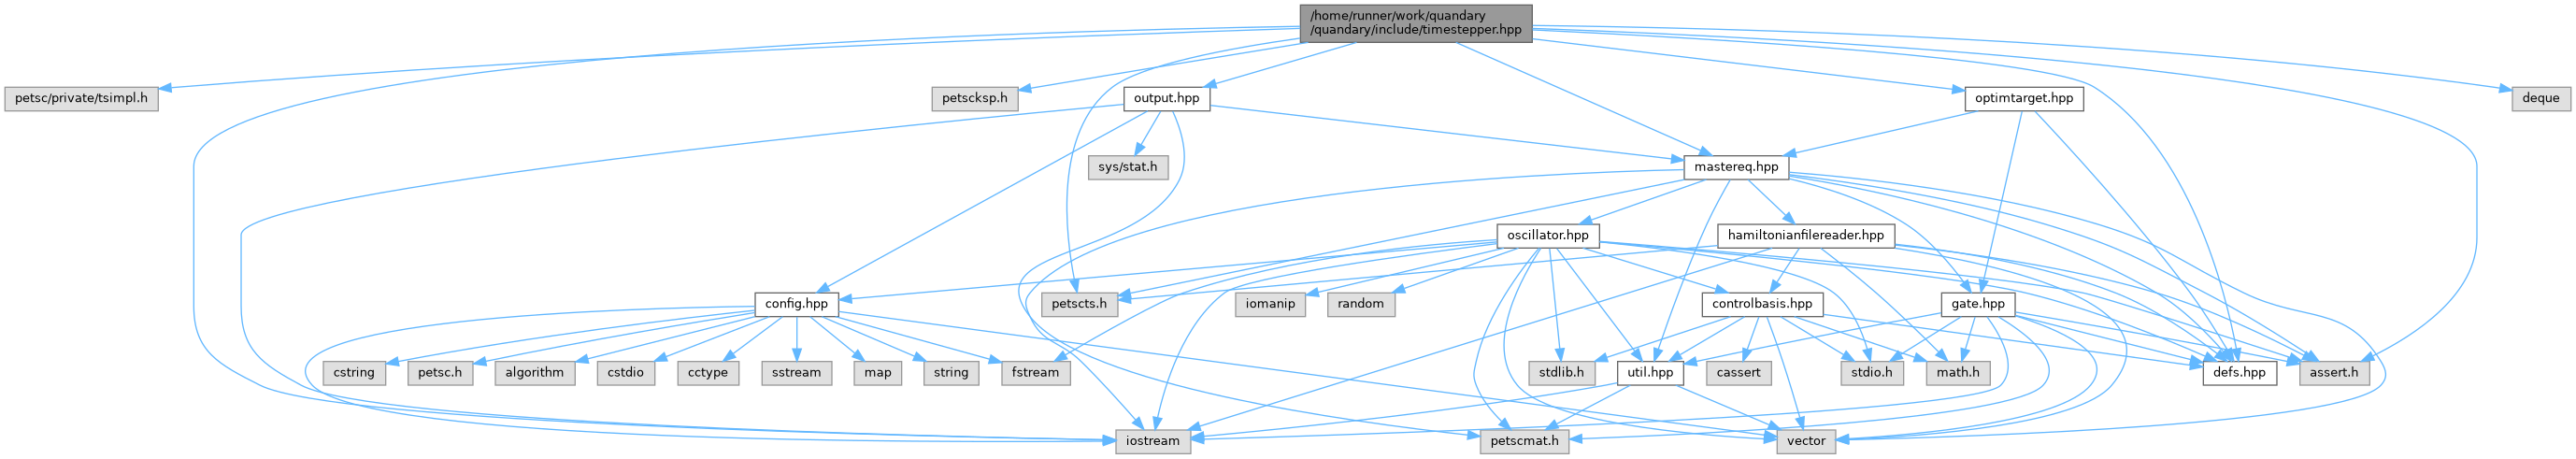 /home/runner/work/quandary
/quandary/include/timestepper.hpp
petsc/private/tsimpl.h
petscksp.h
output.hpp
optimtarget.hpp
deque
sys/stat.h
mastereq.hpp
oscillator.hpp
hamiltonianfilereader.hpp
config.hpp
petscts.h
iomanip
random
controlbasis.hpp
gate.hpp
cstring
petsc.h
algorithm
cstdio
cctype
sstream
map
string
fstream
stdlib.h
util.hpp
cassert
stdio.h
math.h
defs.hpp
assert.h
iostream
petscmat.h
vector